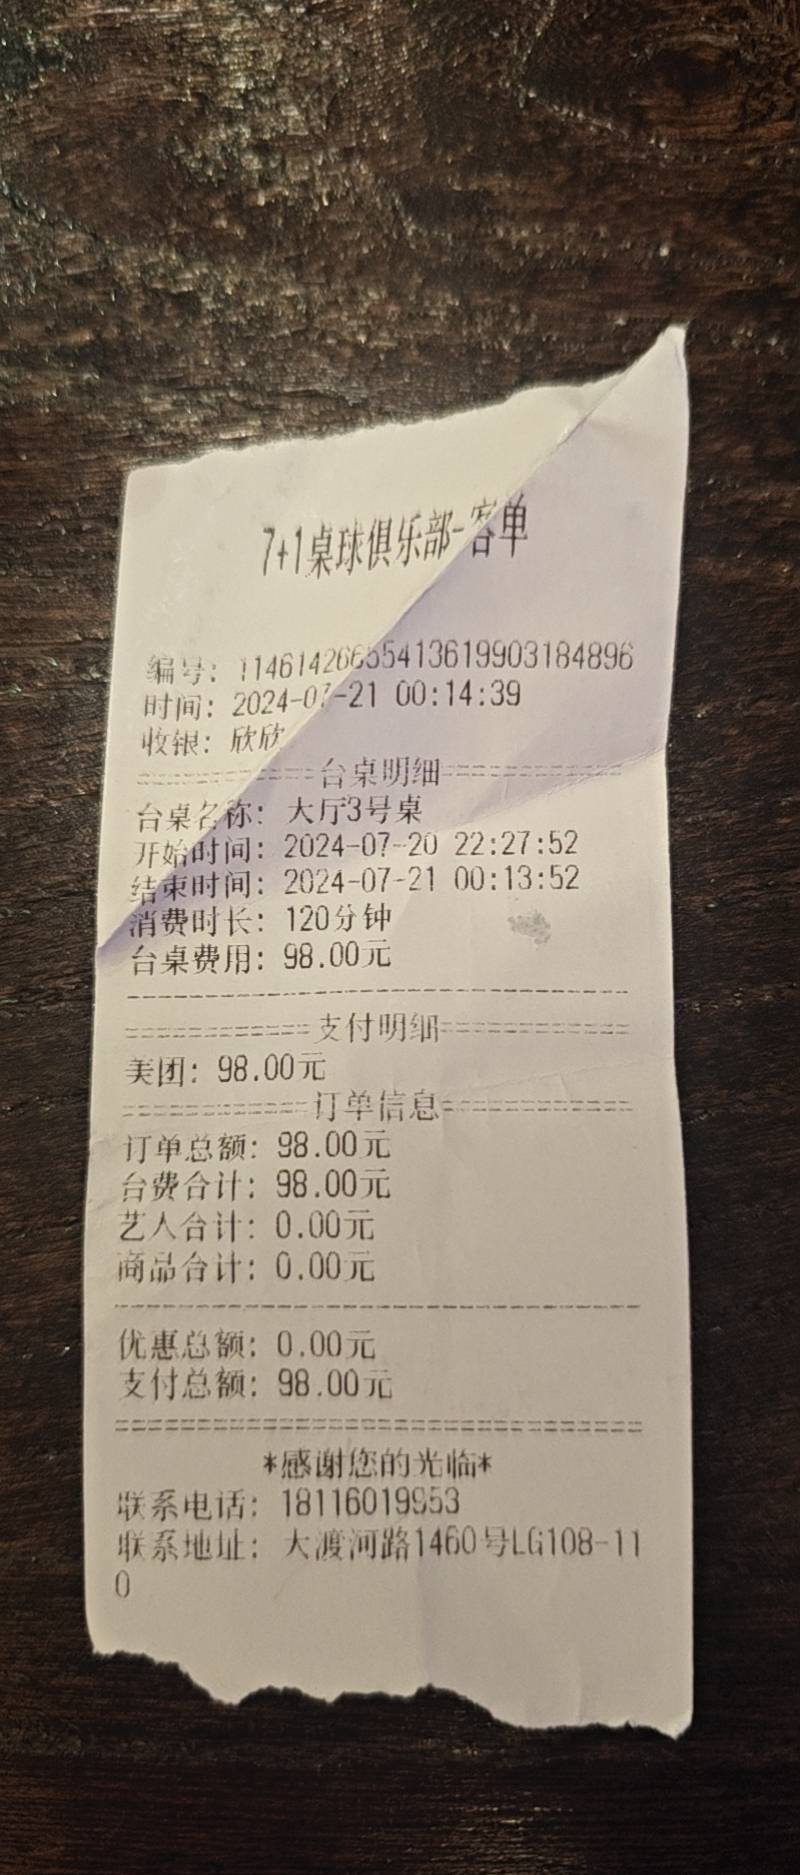 7+1桌球俱乐部-客单
编号: 11461426655413619903184896
时间: 2024-07-21 00:14:39
收银: 欣欣
==========台桌明细==========
台桌名称: 大厅3号桌
开始时间: 2024-07-20 22:27:52
结束时间: 2024-07-21 00:13:52
消费时长: 120分钟
台桌费用: 98.00元
--------------------------------
==========支付明细==========
美团: 98.00元
==========订单信息==========
订单总额: 98.00元
台费合计: 98.00元
艺人合计: 0.00元
商品合计: 0.00元
--------------------------------
优惠总额: 0.00元
支付总额: 98.00元
================================
*感谢您的光临*
联系电话: 18116019953
联系地址: 大渡河路1460号LG108-11
0